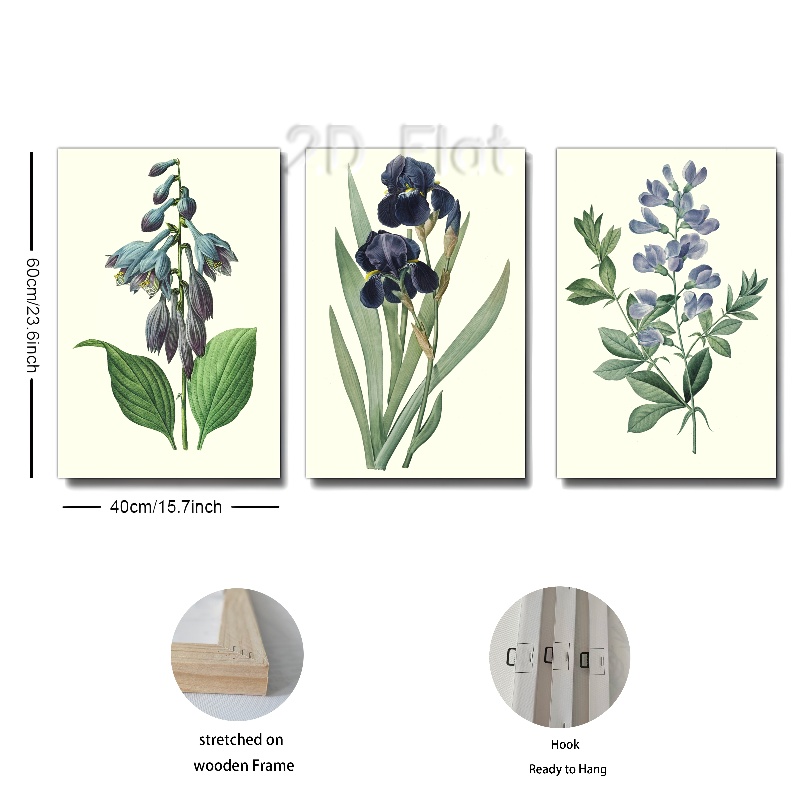 2D Flat
60cm/23.6inch
40cm/15.7inch
stretched on
wooden Frame
Hook
Ready to Hang